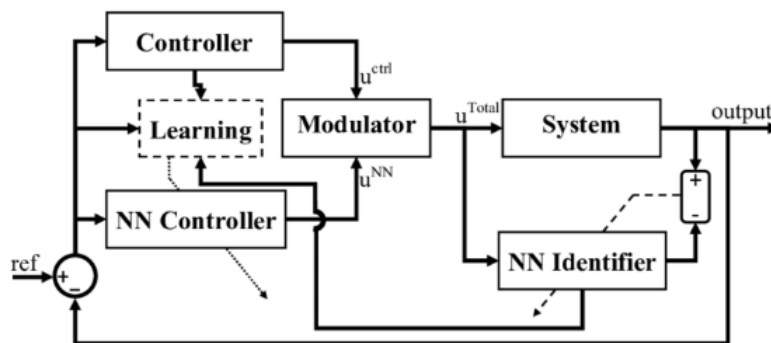 Controller
u^ctrl
Learning
Modulator
u^Total
System
output
u^NN
+
-
NN Controller
NN Identifier
ref
+
-